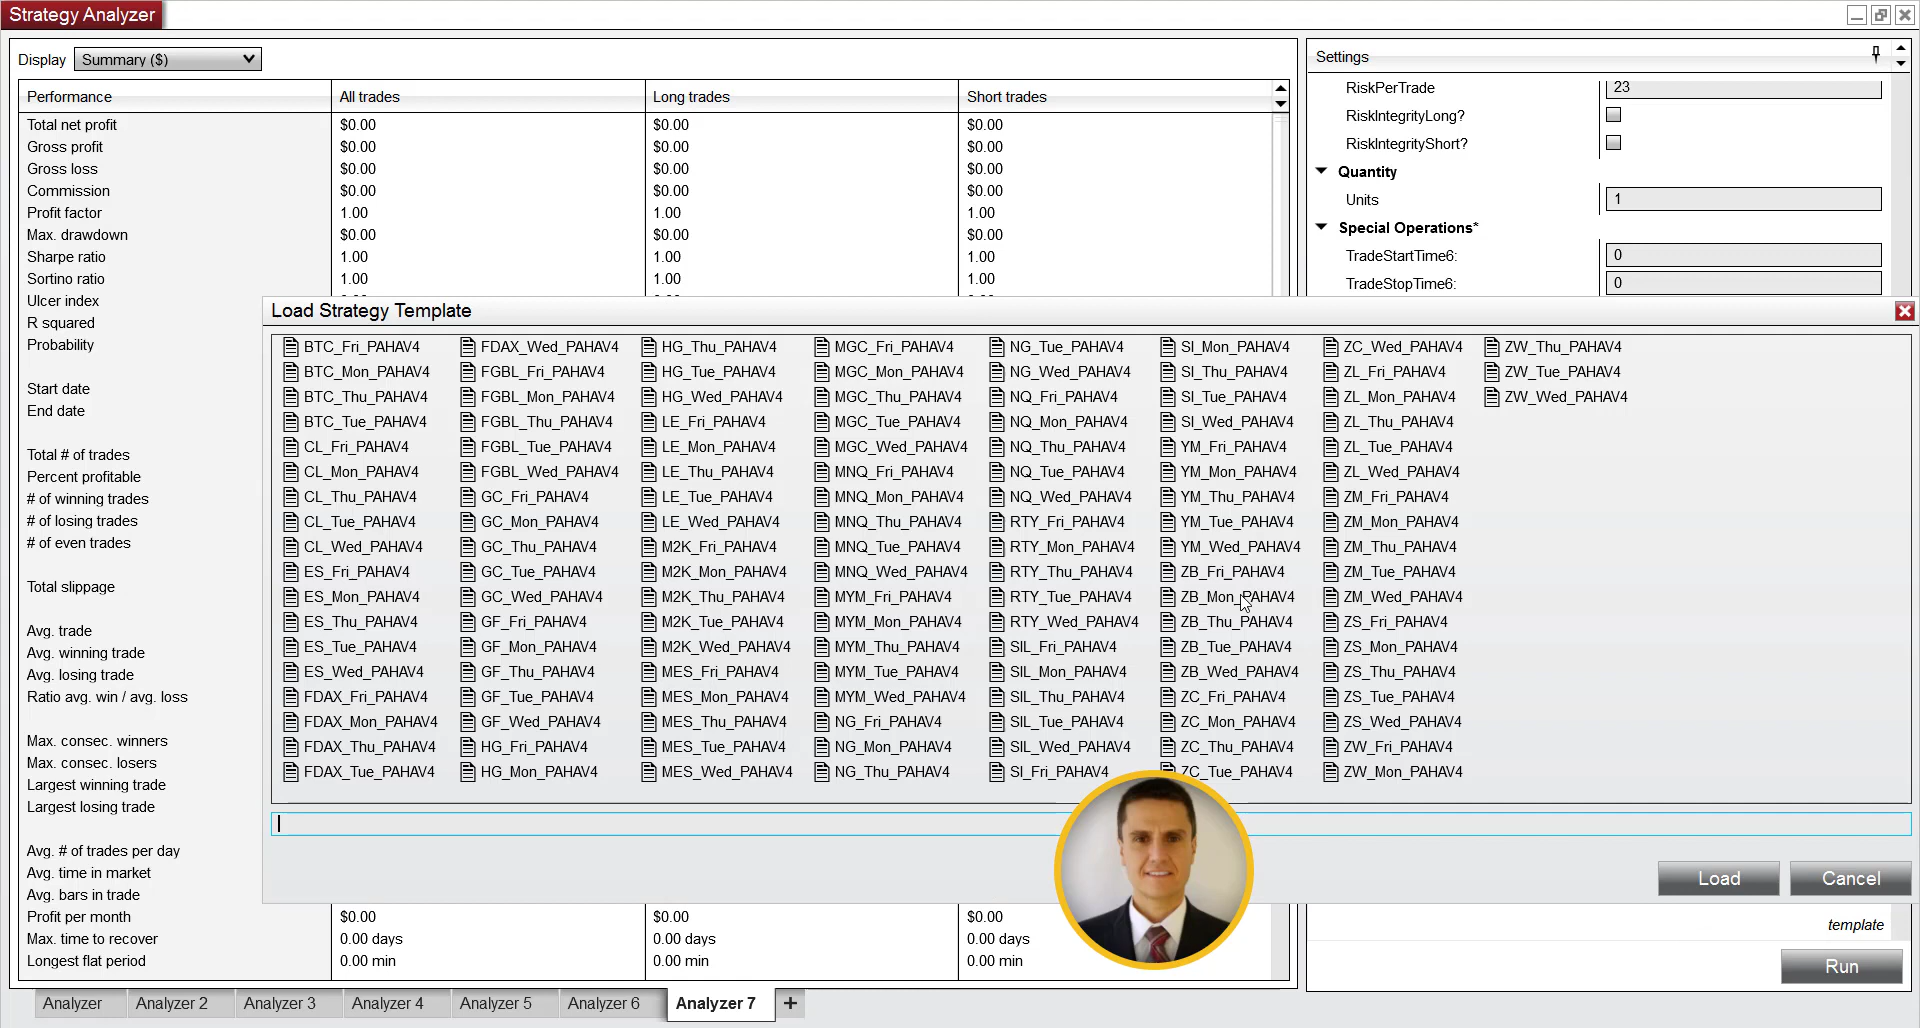 Strategy Analyzer
Display Summary ($)
Performance All trades Long trades Short trades
Total net profit $0.00 $0.00 $0.00
Gross profit $0.00 $0.00 $0.00
Gross loss $0.00 $0.00 $0.00
Commission $0.00 $0.00 $0.00
Profit factor 1.00 1.00 1.00
Max. drawdown $0.00 $0.00 $0.00
Sharpe ratio 1.00 1.00 1.00
Sortino ratio 1.00 1.00 1.00
Ulcer index
R squared
Probability
Start date
End date
Total # of trades
Percent profitable
# of winning trades
# of losing trades
# of even trades
Total slippage
Avg. trade
Avg. winning trade
Avg. losing trade
Ratio avg. win / avg. loss
Max. consec. winners
Max. consec. losers
Largest winning trade
Largest losing trade
Avg. # of trades per day
Avg. time in market
Avg. bars in trade
Profit per month $0.00 $0.00 $0.00
Max. time to recover 0.00 days 0.00 days 0.00 days
Longest flat period 0.00 min 0.00 min 0.00 min
Settings
RiskPerTrade 23
RiskIntegrityLong?
RiskIntegrityShort?
Quantity
Units 1
Special Operations*
TradeStartTime6: 0
TradeStopTime6: 0
Load Strategy Template
BTC_Fri_PAHAV4 FDAX_Wed_PAHAV4 HG_Thu_PAHAV4 MGC_Fri_PAHAV4 NG_Tue_PAHAV4 SI_Mon_PAHAV4 ZC_Wed_PAHAV4 ZW_Thu_PAHAV4
BTC_Mon_PAHAV4 FGBL_Fri_PAHAV4 HG_Tue_PAHAV4 MGC_Mon_PAHAV4 NG_Wed_PAHAV4 SI_Thu_PAHAV4 ZL_Fri_PAHAV4 ZW_Tue_PAHAV4
BTC_Thu_PAHAV4 FGBL_Mon_PAHAV4 HG_Wed_PAHAV4 MGC_Thu_PAHAV4 NQ_Fri_PAHAV4 SI_Tue_PAHAV4 ZL_Mon_PAHAV4 ZW_Wed_PAHAV4
BTC_Tue_PAHAV4 FGBL_Thu_PAHAV4 LE_Fri_PAHAV4 MGC_Tue_PAHAV4 NQ_Mon_PAHAV4 SI_Wed_PAHAV4 ZL_Thu_PAHAV4
CL_Fri_PAHAV4 FGBL_Tue_PAHAV4 LE_Mon_PAHAV4 MGC_Wed_PAHAV4 NQ_Thu_PAHAV4 YM_Fri_PAHAV4 ZL_Tue_PAHAV4
CL_Mon_PAHAV4 FGBL_Wed_PAHAV4 LE_Thu_PAHAV4 MNQ_Fri_PAHAV4 NQ_Tue_PAHAV4 YM_Mon_PAHAV4 ZL_Wed_PAHAV4
CL_Thu_PAHAV4 GC_Fri_PAHAV4 LE_Tue_PAHAV4 MNQ_Mon_PAHAV4 NQ_Wed_PAHAV4 YM_Thu_PAHAV4 ZM_Fri_PAHAV4
CL_Tue_PAHAV4 GC_Mon_PAHAV4 LE_Wed_PAHAV4 MNQ_Thu_PAHAV4 RTY_Fri_PAHAV4 YM_Tue_PAHAV4 ZM_Mon_PAHAV4
CL_Wed_PAHAV4 GC_Thu_PAHAV4 M2K_Fri_PAHAV4 MNQ_Tue_PAHAV4 RTY_Mon_PAHAV4 YM_Wed_PAHAV4 ZM_Thu_PAHAV4
ES_Fri_PAHAV4 GC_Tue_PAHAV4 M2K_Mon_PAHAV4 MNQ_Wed_PAHAV4 RTY_Thu_PAHAV4 ZB_Fri_PAHAV4 ZM_Tue_PAHAV4
ES_Mon_PAHAV4 GC_Wed_PAHAV4 M2K_Thu_PAHAV4 MYM_Fri_PAHAV4 RTY_Tue_PAHAV4 ZB_Mon_PAHAV4 ZM_Wed_PAHAV4
ES_Thu_PAHAV4 GF_Fri_PAHAV4 M2K_Tue_PAHAV4 MYM_Mon_PAHAV4 RTY_Wed_PAHAV4 ZB_Thu_PAHAV4 ZS_Fri_PAHAV4
ES_Tue_PAHAV4 GF_Mon_PAHAV4 M2K_Wed_PAHAV4 MYM_Thu_PAHAV4 SIL_Fri_PAHAV4 ZB_Tue_PAHAV4 ZS_Mon_PAHAV4
ES_Wed_PAHAV4 GF_Thu_PAHAV4 MES_Fri_PAHAV4 MYM_Tue_PAHAV4 SIL_Mon_PAHAV4 ZB_Wed_PAHAV4 ZS_Thu_PAHAV4
FDAX_Fri_PAHAV4 GF_Tue_PAHAV4 MES_Mon_PAHAV4 MYM_Wed_PAHAV4 SIL_Thu_PAHAV4 ZC_Fri_PAHAV4 ZS_Tue_PAHAV4
FDAX_Mon_PAHAV4 GF_Wed_PAHAV4 MES_Thu_PAHAV4 NG_Fri_PAHAV4 SIL_Tue_PAHAV4 ZC_Mon_PAHAV4 ZS_Wed_PAHAV4
FDAX_Thu_PAHAV4 HG_Fri_PAHAV4 MES_Tue_PAHAV4 NG_Mon_PAHAV4 SIL_Wed_PAHAV4 ZC_Thu_PAHAV4 ZW_Fri_PAHAV4
FDAX_Tue_PAHAV4 HG_Mon_PAHAV4 MES_Wed_PAHAV4 NG_Thu_PAHAV4 SI_Fri_PAHAV4 ZC_Tue_PAHAV4 ZW_Mon_PAHAV4
Load Cancel
template
Run
Analyzer Analyzer 2 Analyzer 3 Analyzer 4 Analyzer 5 Analyzer 6 Analyzer 7 +